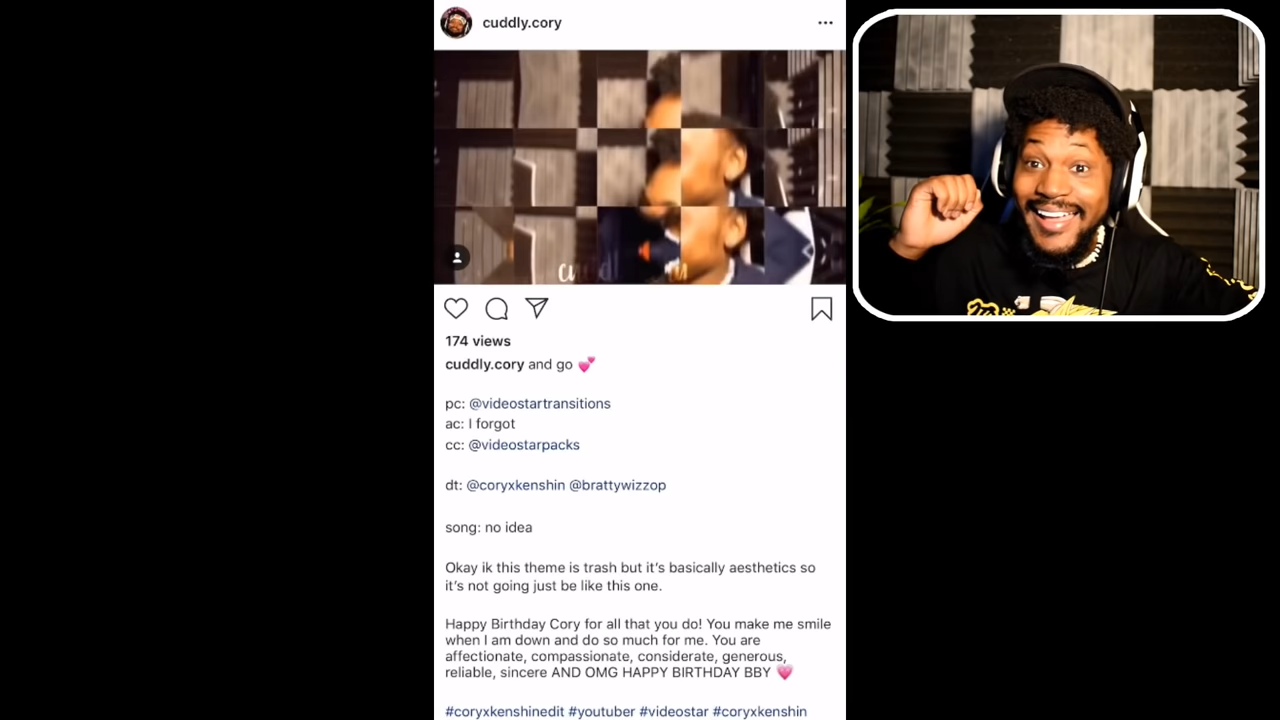 cuddly.cory
174 views
cuddly.cory and go 💕
pc: @videostartransitions
ac: I forgot
cc: @videostarpacks
dt: @coryxkenshin @brattywizzop
song: no idea
Okay ik this theme is trash but it's basically aesthetics so
it's not going just be like this one.
Happy Birthday Cory for all that you do! You make me smile
when I am down and do so much for me. You are
affectionate, compassionate, considerate, generous,
reliable, sincere AND OMG HAPPY BIRTHDAY BBY 💗
#coryxkenshinedit #youtuber #videostar #coryxkenshin